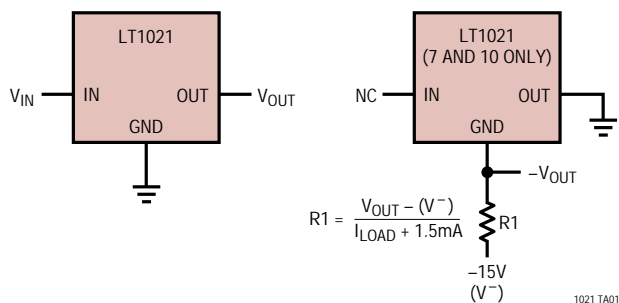 LT1021
V_IN
IN
OUT
V_OUT
GND
LT1021
(7 AND 10 ONLY)
NC
IN
OUT
GND
–V_OUT
R1 = V_OUT – (V⁻) / I_LOAD + 1.5mA
R1
–15V
(V⁻)
1021 TA01